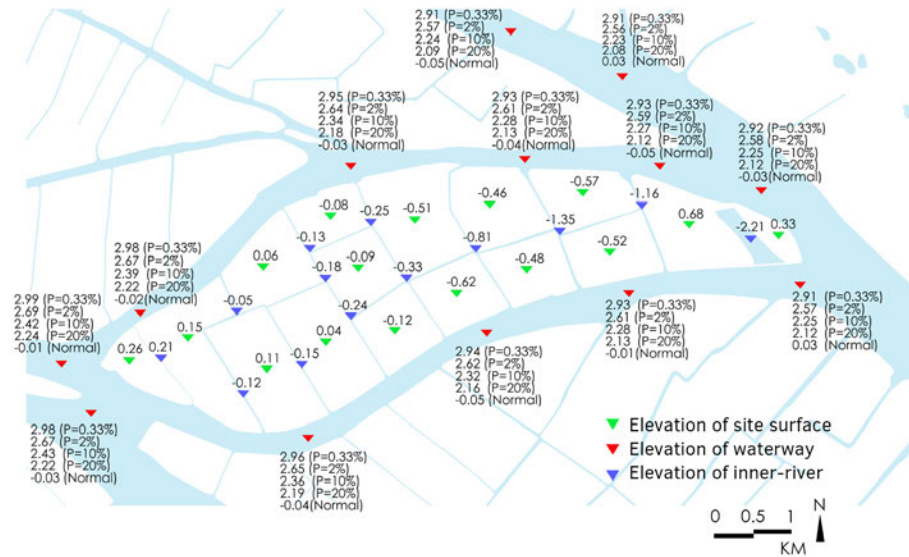 2.91 (P=0.33%)
2.57 (P=2%)
2.24 (P=10%)
2.09 (P=20%)
-0.05(Normal)
2.91 (P=0.33%)
2.56 (P=2%)
2.23 (P=10%)
2.08 (P=20%)
0.03 (Normal)
2.95 (P=0.33%)
2.64 (P=2%)
2.34 (P=10%)
2.18 (P=20%)
-0.03 (Normal)
2.93 (P=0.33%)
2.61 (P=2%)
2.28 (P=10%)
2.13 (P=20%)
-0.04(Normal)
2.93 (P=0.33%)
2.59 (P=2%)
2.27 (P=10%)
2.12 (P=20%)
-0.05 (Normal)
2.92 (P=0.33%)
2.58 (P=2%)
2.25 (P=10%)
2.12 (P=20%)
-0.03(Normal)
-0.08
-0.25
-0.51
-0.46
-0.57
-1.16
0.68
-2.21
0.33
-0.13
-0.81
-1.35
-0.52
0.06
-0.18
-0.09
-0.33
-0.48
-0.62
2.98 (P=0.33%)
2.67 (P=2%)
2.39 (P=10%)
2.22 (P=20%)
-0.02(Normal)
-0.05
-0.24
-0.12
2.99 (P=0.33%)
2.69 (P=2%)
2.42 (P=10%)
2.24 (P=20%)
-0.01 (Normal)
0.15
0.26
0.21
0.04
0.11
-0.15
-0.12
2.94 (P=0.33%)
2.62 (P=2%)
2.32 (P=10%)
2.16 (P=20%)
-0.05 (Normal)
2.93 (P=0.33%)
2.61 (P=2%)
2.28 (P=10%)
2.13 (P=20%)
-0.01(Normal)
2.91 (P=0.33%)
2.57 (P=2%)
2.25 (P=10%)
2.12 (P=20%)
0.03 (Normal)
2.98 (P=0.33%)
2.67 (P=2%)
2.43 (P=10%)
2.22 (P=20%)
-0.03 (Normal)
2.96 (P=0.33%)
2.65 (P=2%)
2.36 (P=10%)
2.19 (P=20%)
-0.04(Normal)
Elevation of site surface
Elevation of waterway
Elevation of inner-river
0 0.5 1
KM
N